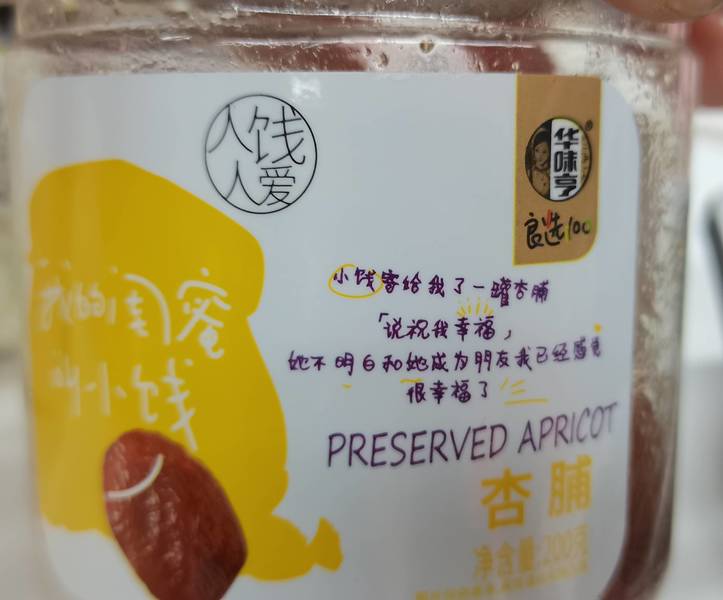 人饯
人爱
华味亨
良选100
我的闺蜜
叫小饯
小饯寄给我了一罐杏脯
「说祝我幸福」
她不明白和她成为朋友我已经感觉
很幸福了
PRESERVED APRICOT
杏脯
净含量:200克